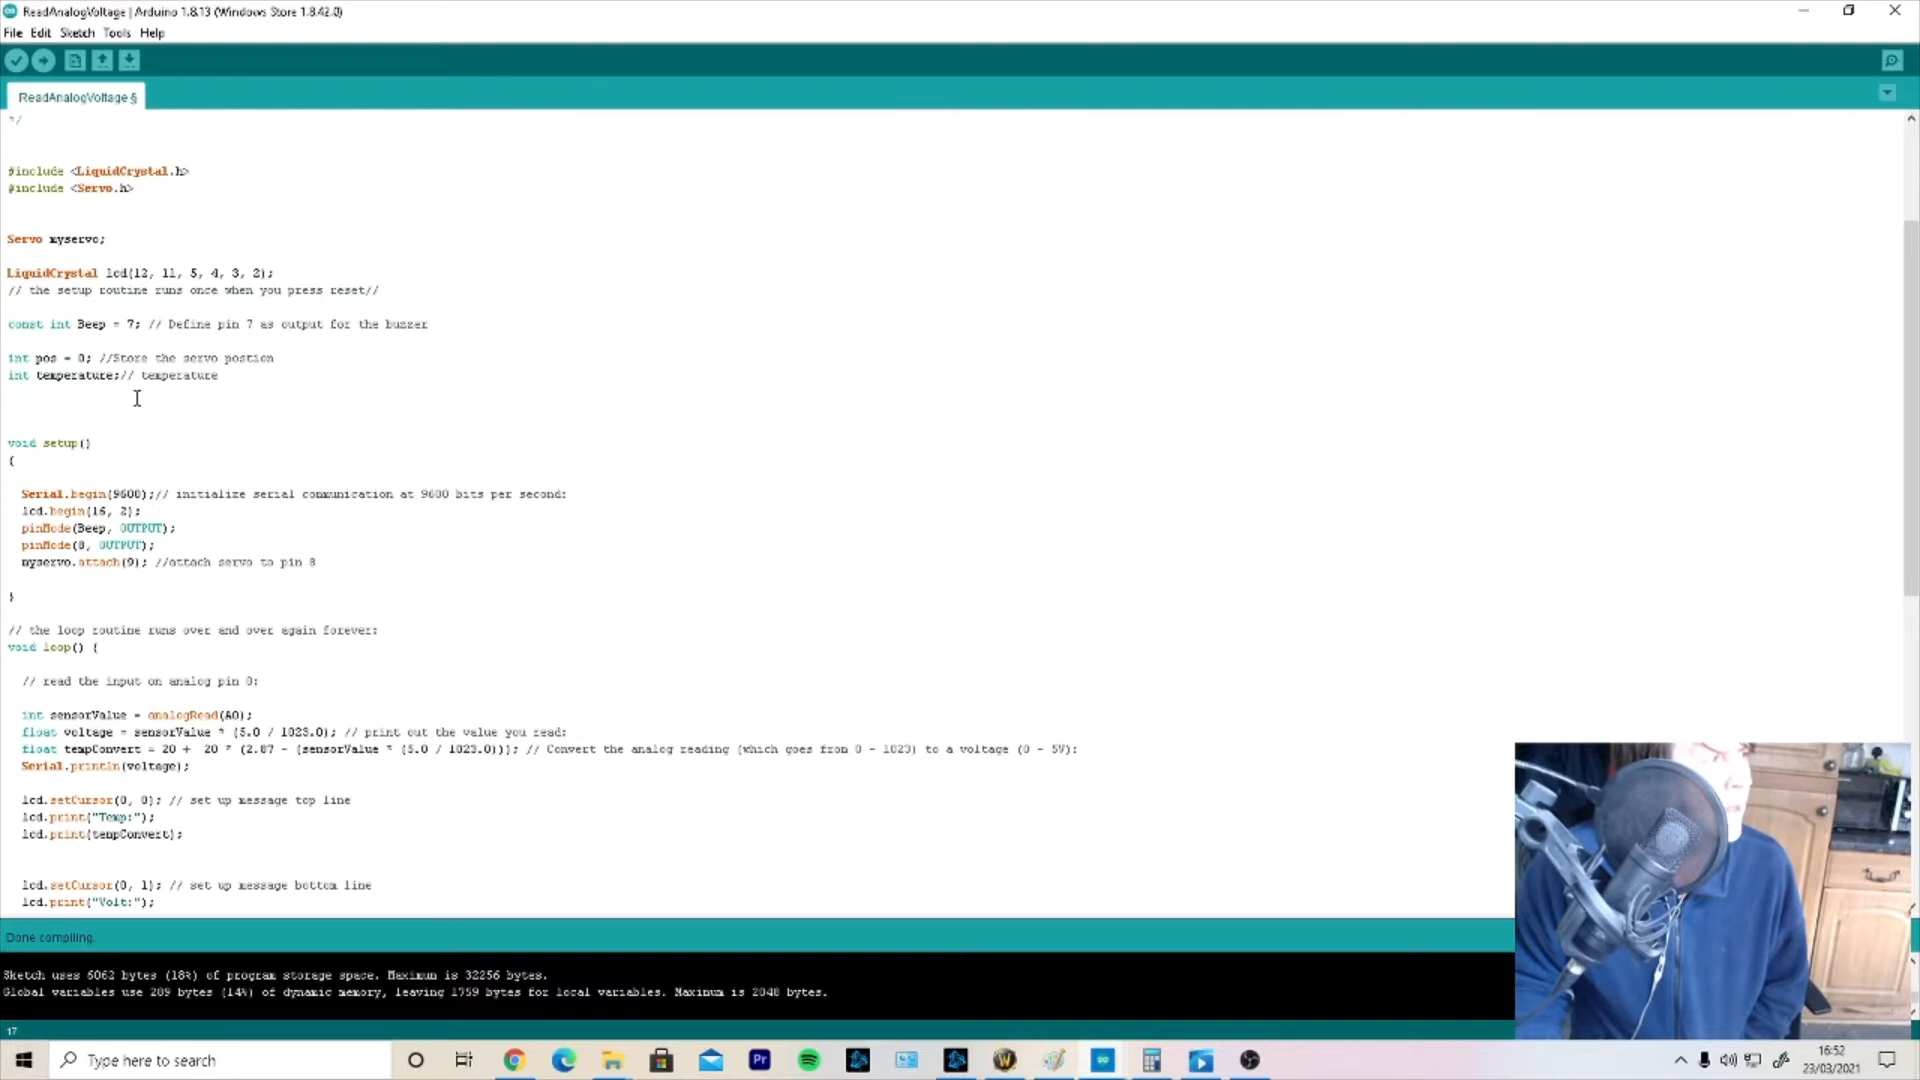 ReadAnalogVoltage | Arduino 1.8.13 (Windows Store 1.8.42.0)
File Edit Sketch Tools Help
ReadAnalogVoltage §
*/
#include <LiquidCrystal.h>
#include <Servo.h>
Servo myservo;
LiquidCrystal lcd(12, 11, 5, 4, 3, 2);
// the setup routine runs once when you press reset//
const int Beep = 7; // Define pin 7 as output for the buzzer
int pos = 0; //Store the servo postion
int temperature;// temperature
void setup()
{
Serial.begin(9600);// initialize serial communication at 9600 bits per second:
lcd.begin(16, 2);
pinMode(Beep, OUTPUT);
pinMode(8, OUTPUT);
myservo.attach(9); //attach servo to pin 8
}
// the loop routine runs over and over again forever:
void loop() {
// read the input on analog pin 0:
int sensorValue = analogRead(A0);
float voltage = sensorValue * (5.0 / 1023.0); // print out the value you read:
float tempConvert = 20 + 20 * (2.87 - (sensorValue * (5.0 / 1023.0))); // Convert the analog reading (which goes from 0 - 1023) to a voltage (0 - 5V):
Serial.println(voltage);
lcd.setCursor(0, 0); // set up message top line
lcd.print("Temp:");
lcd.print(tempConvert);
lcd.setCursor(0, 1); // set up message bottom line
lcd.print("Volt:");
Done compiling.
Sketch uses 6062 bytes (18%) of program storage space. Maximum is 32256 bytes.
Global variables use 289 bytes (14%) of dynamic memory, leaving 1759 bytes for local variables. Maximum is 2048 bytes.
17
Type here to search
Pr
16:52
23/03/2021